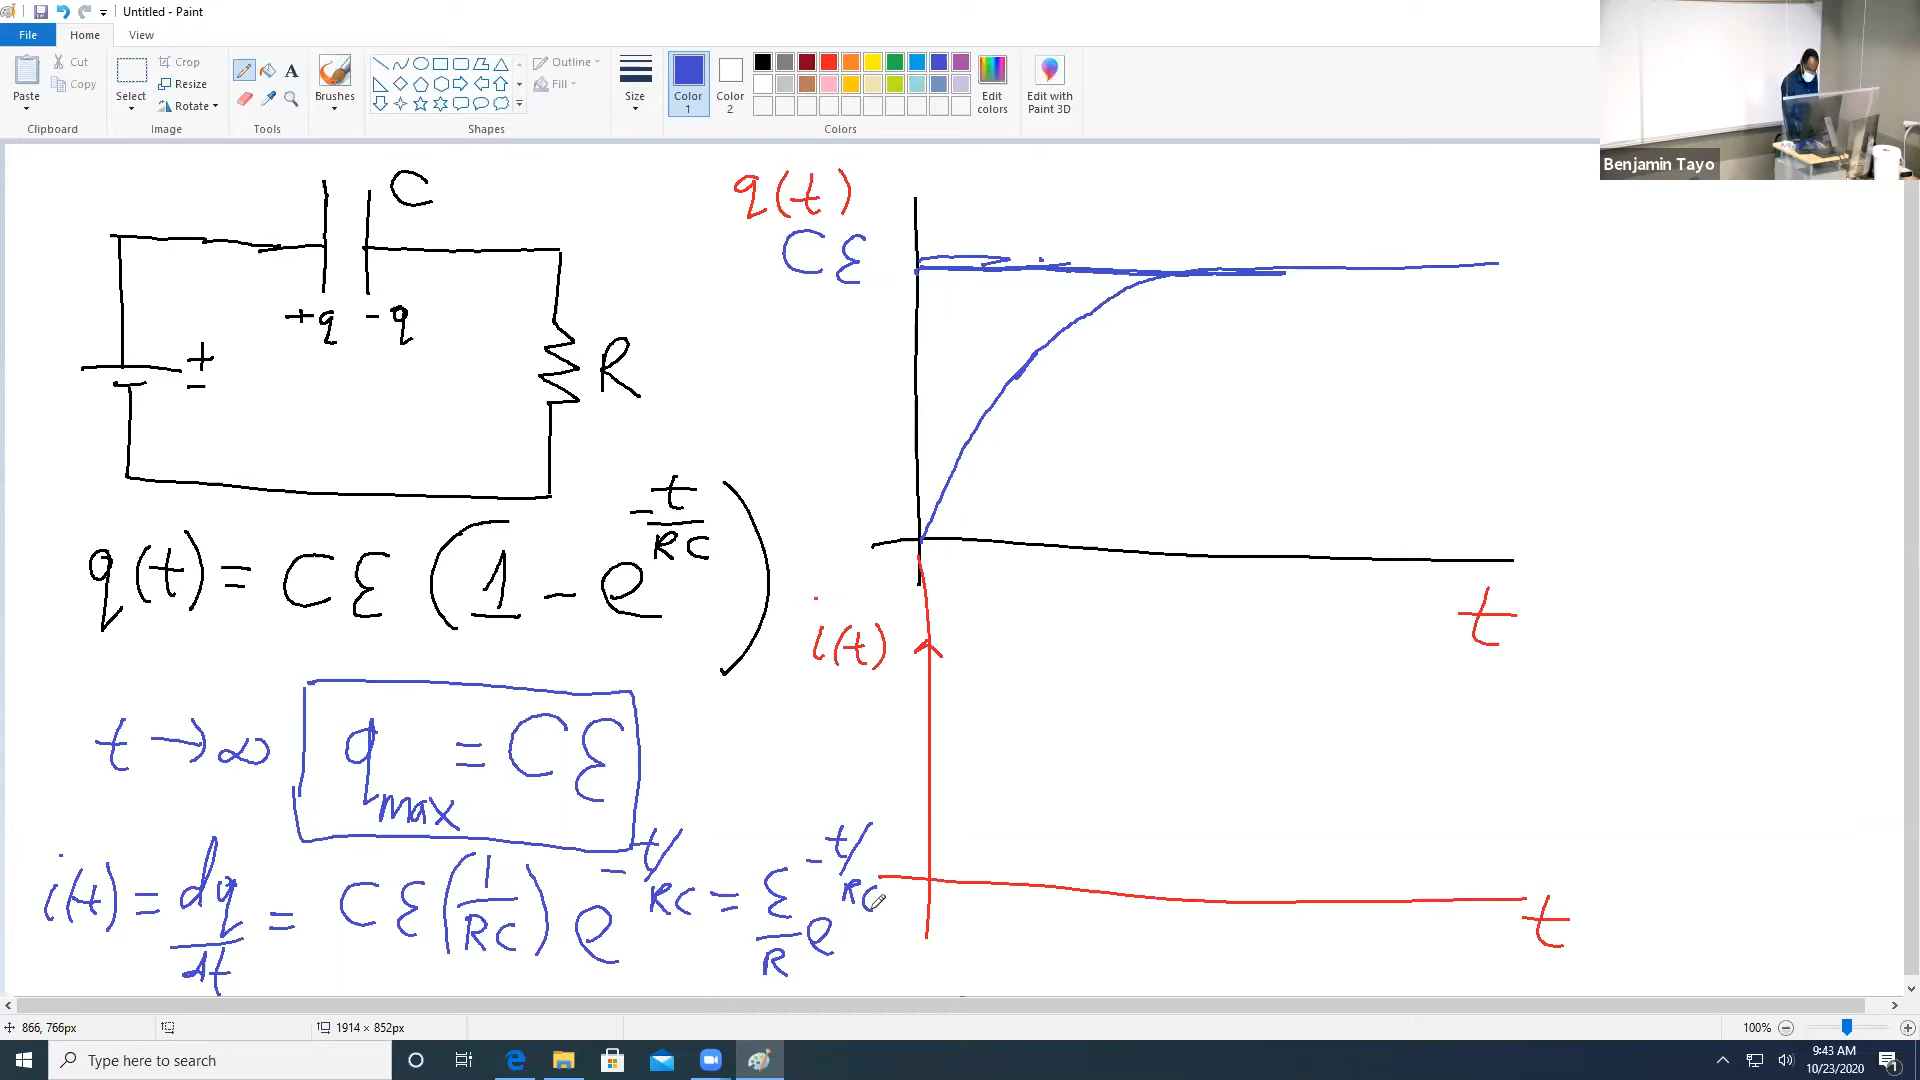 Untitled - Paint
File Home View
Paste
Cut
Copy
Clipboard
Select
Crop
Resize
Rotate
Image
A
Tools
Brushes
Shapes
Outline
Fill
Size
Color 1
Color 2
Colors
Edit colors
Edit with Paint 3D
Benjamin Tayo
C
+q -q
+
-
R
q(t) = Cℰ (1 - e^{-t/RC})
t → ∞ q_max = Cℰ
i(t) = dq/dt = Cℰ (1/RC) e^{-t/RC} = ℰ/R e^{-t/RC}
q(t)
Cℰ
t
i(t)
t
866, 766px
1914 × 852px
100%
Type here to search
9:43 AM
10/23/2020
1